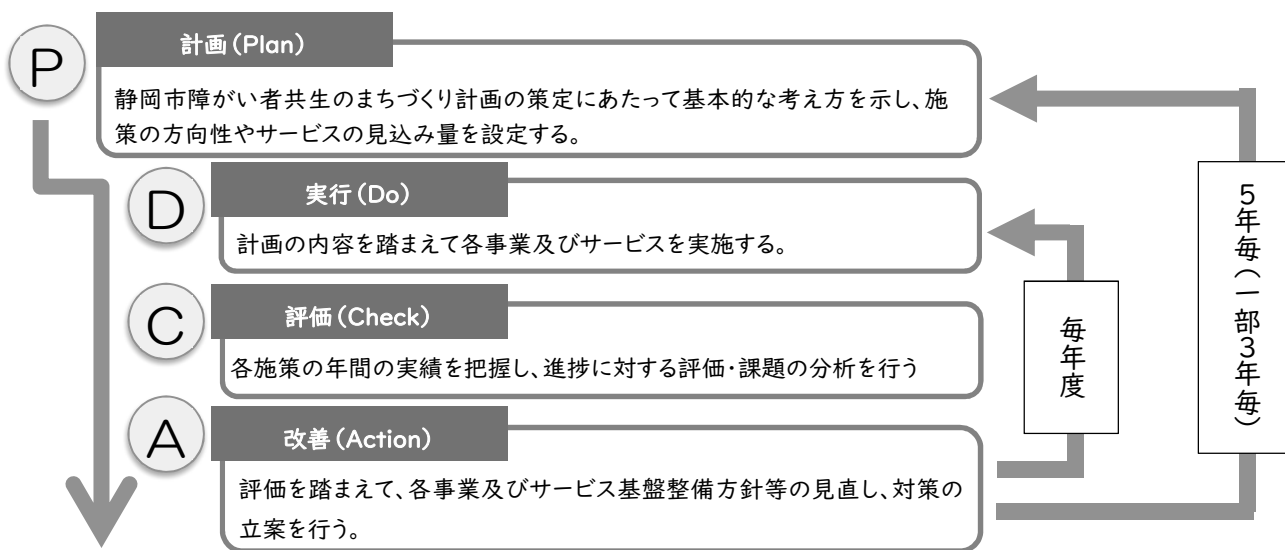 P
計画(Plan)
静岡市障がい者共生のまちづくり計画の策定にあたって基本的な考え方を示し、施
策の方向性やサービスの見込み量を設定する。
D
実行(Do)
計画の内容を踏まえて各事業及びサービスを実施する。
C
評価(Check)
各施策の年間の実績を把握し、進捗に対する評価・課題の分析を行う
A
改善(Action)
評価を踏まえて、各事業及びサービス基盤整備方針等の見直し、対策の
立案を行う。
毎年度
5年毎(一部3年毎)